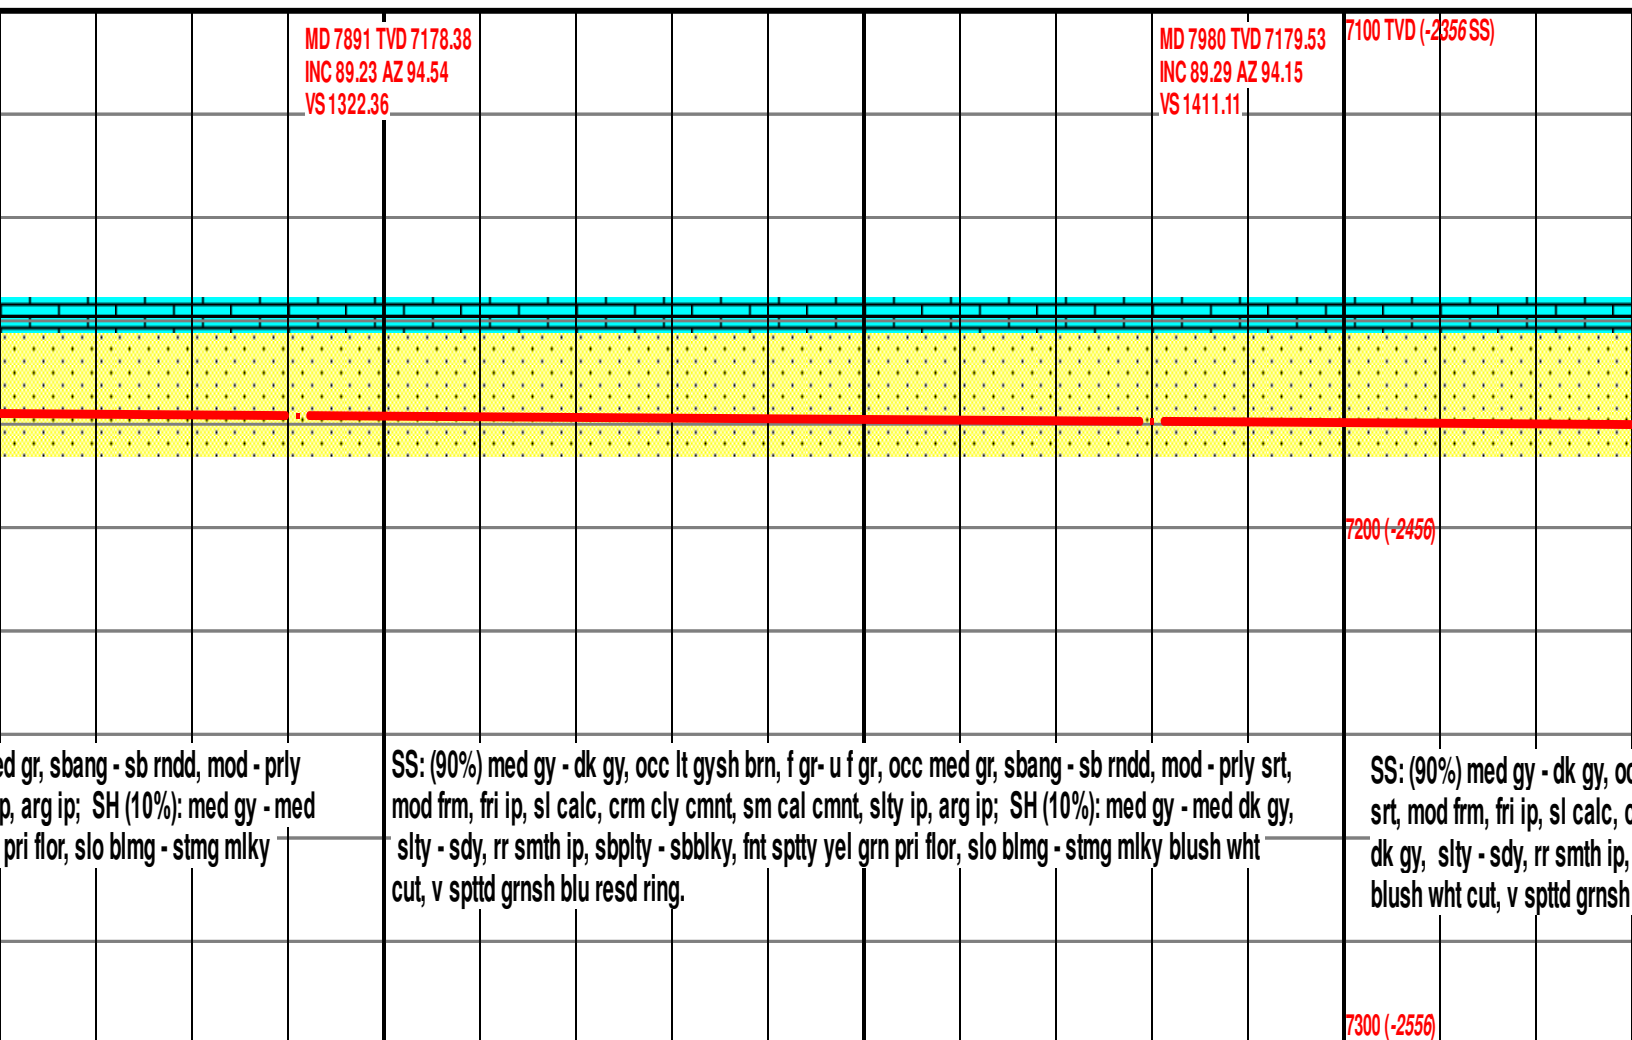 MD 7891 TVD 7178.38
INC 89.23 AZ 94.54
VS 1322.36
MD 7980 TVD 7179.53
INC 89.29 AZ 94.15
VS 1411.11
7100 TVD (-2356 SS)
7200 (-2456)
ed gr, sbang - sb rndd, mod - prly
p, arg ip;  SH (10%): med gy - med
pri flor, slo blmg - stmg mlky
SS: (90%) med gy - dk gy, occ lt gysh brn, f gr- u f gr, occ med gr, sbang - sb rndd, mod - prly srt,
mod frm, fri ip, sl calc, crm cly cmnt, sm cal cmnt, slty ip, arg ip;  SH (10%): med gy - med dk gy,
slty - sdy, rr smth ip, sbplty - sbblky, fnt sptty yel grn pri flor, slo blmg - stmg mlky blush wht
cut, v spttd grnsh blu resd ring.
SS: (90%) med gy - dk gy, oc
srt, mod frm, fri ip, sl calc, c
dk gy,  slty - sdy, rr smth ip,
blush wht cut, v spttd grnsh
7300 (-2556)